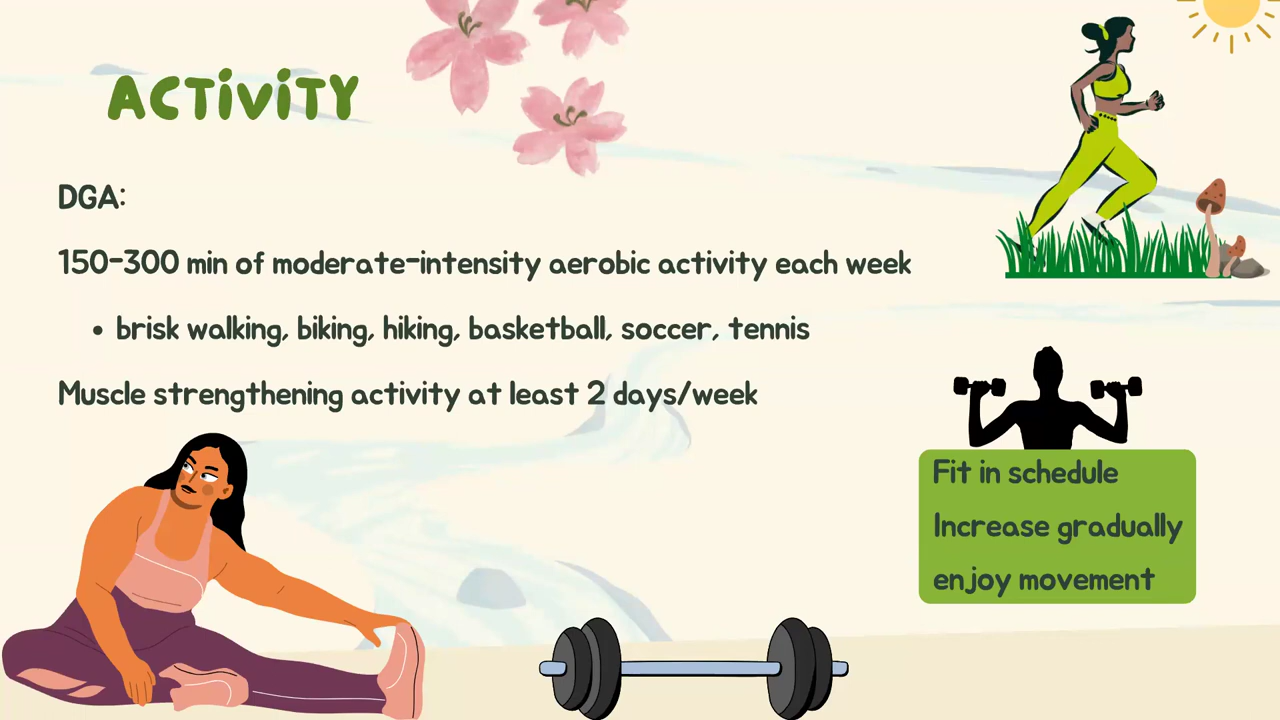 ACTiViTY
DGA:
150-300 min of moderate-intensity aerobic activity each week
• brisk walking, biking, hiking, basketball, soccer, tennis
Muscle strengthening activity at least 2 days/week
Fit in schedule
Increase gradually
enjoy movement